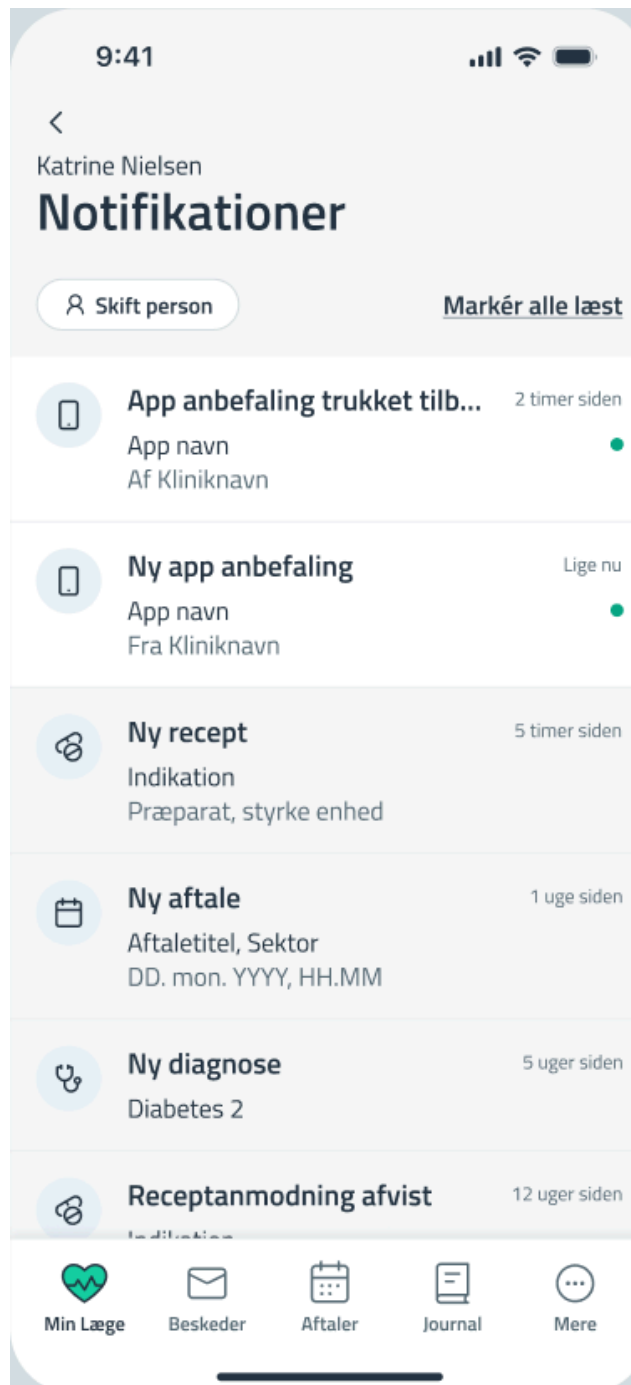 9:41
Katrine Nielsen
Notifikationer
Skift person
Markér alle læst
App anbefaling trukket tilb...
2 timer siden
App navn
Af Kliniknavn
Ny app anbefaling
Lige nu
App navn
Fra Kliniknavn
Ny recept
5 timer siden
Indikation
Præparat, styrke enhed
Ny aftale
1 uge siden
Aftaletitel, Sektor
DD. mon. YYYY, HH.MM
Ny diagnose
5 uger siden
Diabetes 2
Receptanmodning afvist
12 uger siden
Indikation
Min Læge
Beskeder
Aftaler
Journal
Mere